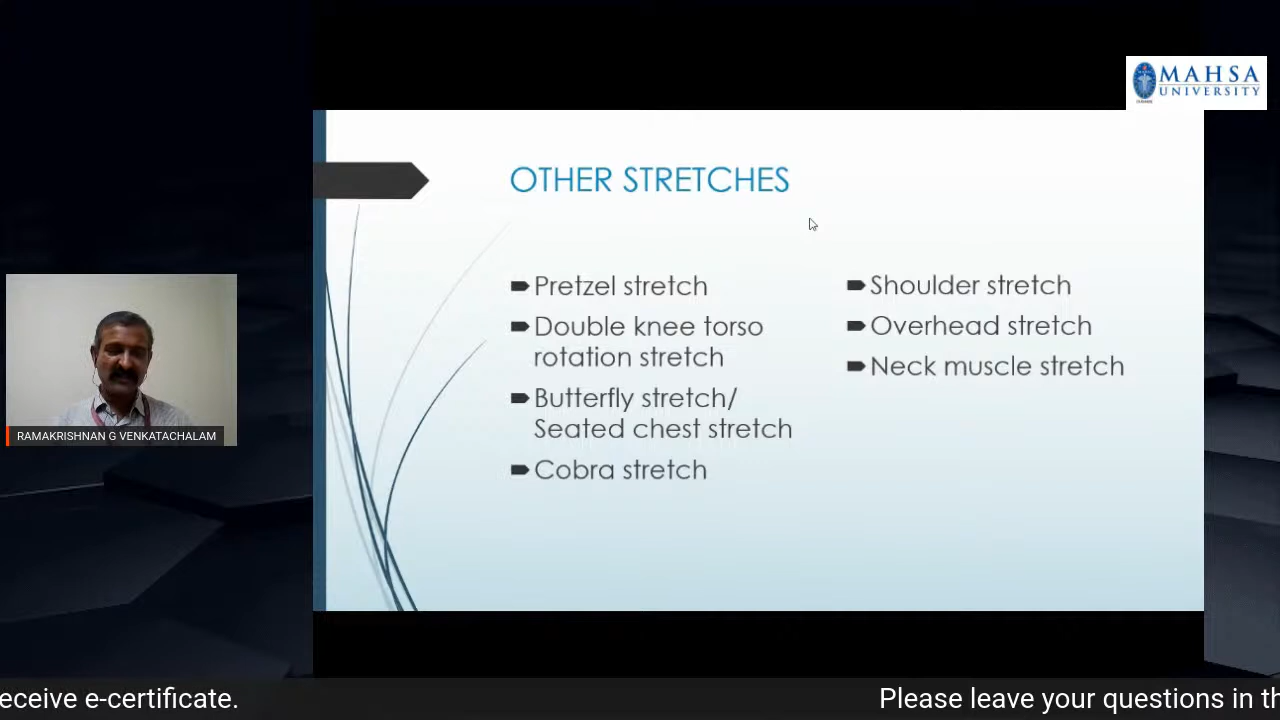 MAHSA
UNIVERSITY
OTHER STRETCHES
Pretzel stretch
Double knee torso
rotation stretch
Butterfly stretch/
Seated chest stretch
Cobra stretch
Shoulder stretch
Overhead stretch
Neck muscle stretch
RAMAKRISHNAN G VENKATACHALAM
eceive e-certificate.
Please leave your questions in th